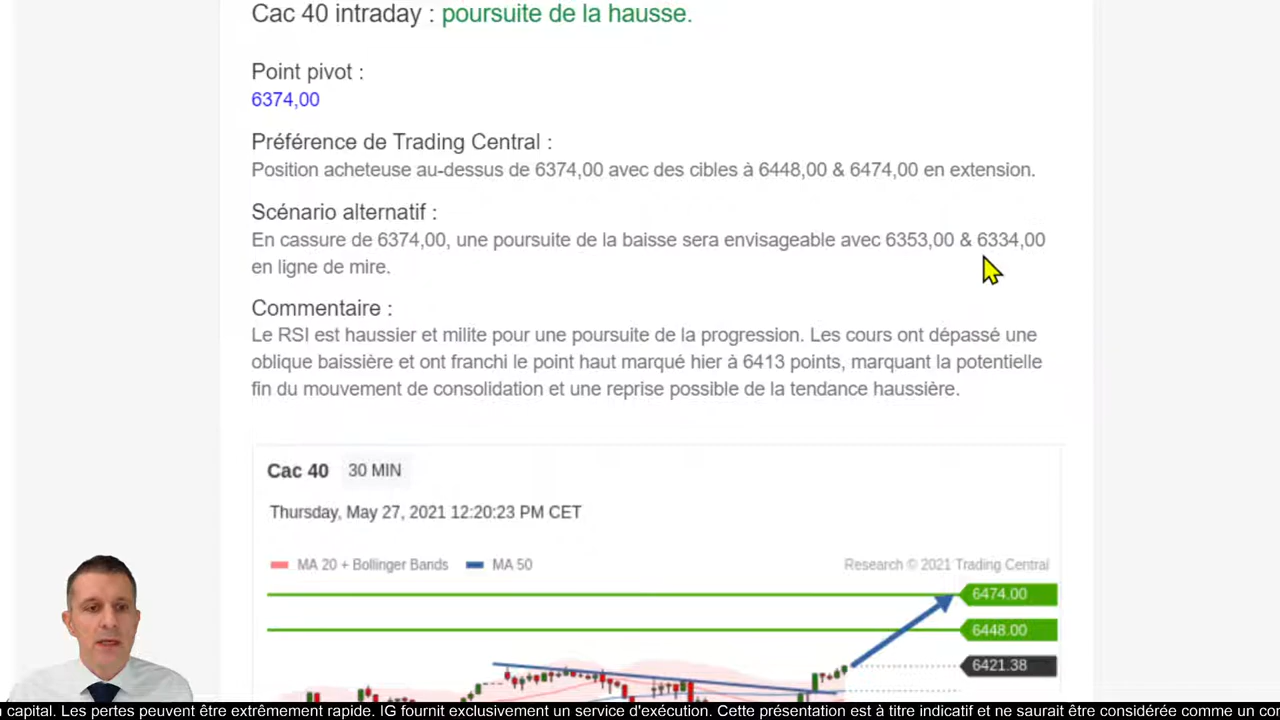 Cac 40 intraday : poursuite de la hausse.
Point pivot :
6374,00
Préférence de Trading Central :
Position acheteuse au-dessus de 6374,00 avec des cibles à 6448,00 & 6474,00 en extension.
Scénario alternatif :
En cassure de 6374,00, une poursuite de la baisse sera envisageable avec 6353,00 & 6334,00
en ligne de mire.
Commentaire :
Le RSI est haussier et milite pour une poursuite de la progression. Les cours ont dépassé une
oblique baissière et ont franchi le point haut marqué hier à 6413 points, marquant la potentielle
fin du mouvement de consolidation et une reprise possible de la tendance haussière.
Cac 40 30 MIN
Thursday, May 27, 2021 12:20:23 PM CET
MA 20 + Bollinger Bands MA 50 Research © 2021 Trading Central
6474.00
6448.00
6421.38
capital. Les pertes peuvent être extrêmement rapide. IG fournit exclusivement un service d'exécution. Cette présentation est à titre indicatif et ne saurait être considérée comme un